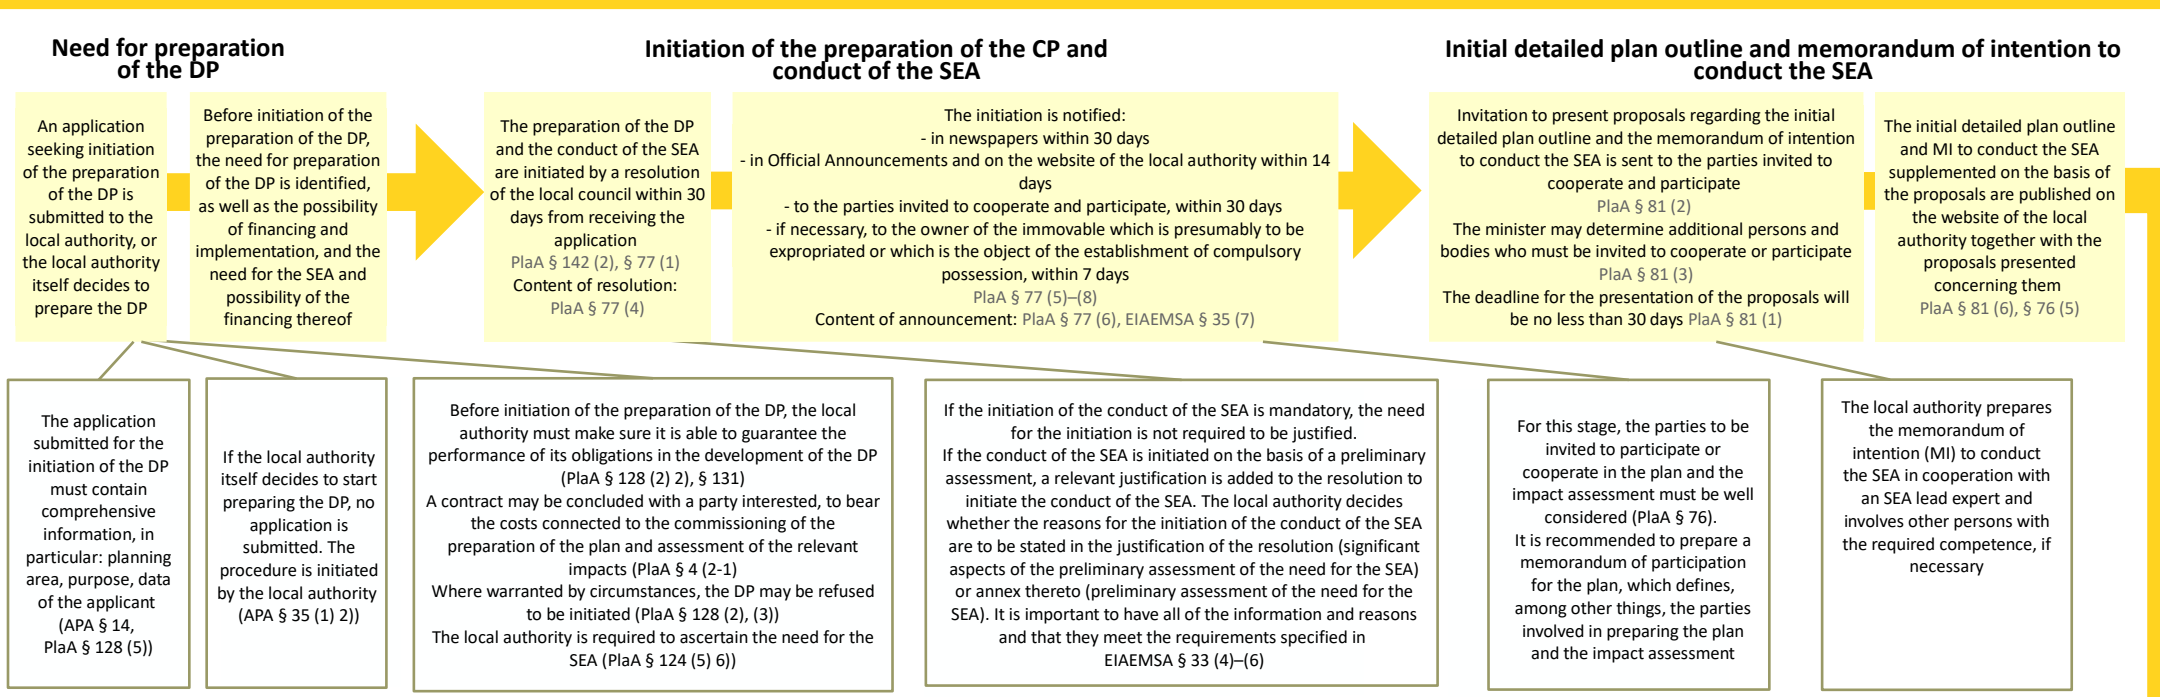 Need for preparation
of the DP
Initiation of the preparation of the CP and
conduct of the SEA
Initial detailed plan outline and memorandum of intention to
conduct the SEA
An application
seeking initiation
of the preparation
of the DP is
submitted to the
local authority, or
the local authority
itself decides to
prepare the DP
Before initiation of the
preparation of the DP,
the need for preparation
of the DP is identified,
as well as the possibility
of financing and
implementation, and the
need for the SEA and
possibility of the
financing thereof
The preparation of the DP
and the conduct of the SEA
are initiated by a resolution
of the local council within 30
days from receiving the
application
PlaA § 142 (2), § 77 (1)
Content of resolution:
PlaA § 77 (4)
The initiation is notified:
- in newspapers within 30 days
- in Official Announcements and on the website of the local authority within 14
days
- to the parties invited to cooperate and participate, within 30 days
- if necessary, to the owner of the immovable which is presumably to be
expropriated or which is the object of the establishment of compulsory
possession, within 7 days
PlaA § 77 (5)–(8)
Content of announcement: PlaA § 77 (6), EIAEMSA § 35 (7)
Invitation to present proposals regarding the initial
detailed plan outline and the memorandum of intention
to conduct the SEA is sent to the parties invited to
cooperate and participate
PlaA § 81 (2)
The minister may determine additional persons and
bodies who must be invited to cooperate or participate
PlaA § 81 (3)
The deadline for the presentation of the proposals will
be no less than 30 days PlaA § 81 (1)
The initial detailed plan outline
and MI to conduct the SEA
supplemented on the basis of
the proposals are published on
the website of the local
authority together with the
proposals presented
concerning them
PlaA § 81 (6), § 76 (5)
The application
submitted for the
initiation of the DP
must contain
comprehensive
information, in
particular: planning
area, purpose, data
of the applicant
(APA § 14,
PlaA § 128 (5))
If the local authority
itself decides to start
preparing the DP, no
application is
submitted. The
procedure is initiated
by the local authority
(APA § 35 (1) 2))
Before initiation of the preparation of the DP, the local
authority must make sure it is able to guarantee the
performance of its obligations in the development of the DP
(PlaA § 128 (2) 2), § 131)
A contract may be concluded with a party interested, to bear
the costs connected to the commissioning of the
preparation of the plan and assessment of the relevant
impacts (PlaA § 4 (2-1)
Where warranted by circumstances, the DP may be refused
to be initiated (PlaA § 128 (2), (3))
The local authority is required to ascertain the need for the
SEA (PlaA § 124 (5) 6))
If the initiation of the conduct of the SEA is mandatory, the need
for the initiation is not required to be justified.
If the conduct of the SEA is initiated on the basis of a preliminary
assessment, a relevant justification is added to the resolution to
initiate the conduct of the SEA. The local authority decides
whether the reasons for the initiation of the conduct of the SEA
are to be stated in the justification of the resolution (significant
aspects of the preliminary assessment of the need for the SEA)
or annex thereto (preliminary assessment of the need for the
SEA). It is important to have all of the information and reasons
and that they meet the requirements specified in
EIAEMSA § 33 (4)–(6)
For this stage, the parties to be
invited to participate or
cooperate in the plan and the
impact assessment must be well
considered (PlaA § 76).
It is recommended to prepare a
memorandum of participation
for the plan, which defines,
among other things, the parties
involved in preparing the plan
and the impact assessment
The local authority prepares
the memorandum of
intention (MI) to conduct
the SEA in cooperation with
an SEA lead expert and
involves other persons with
the required competence, if
necessary